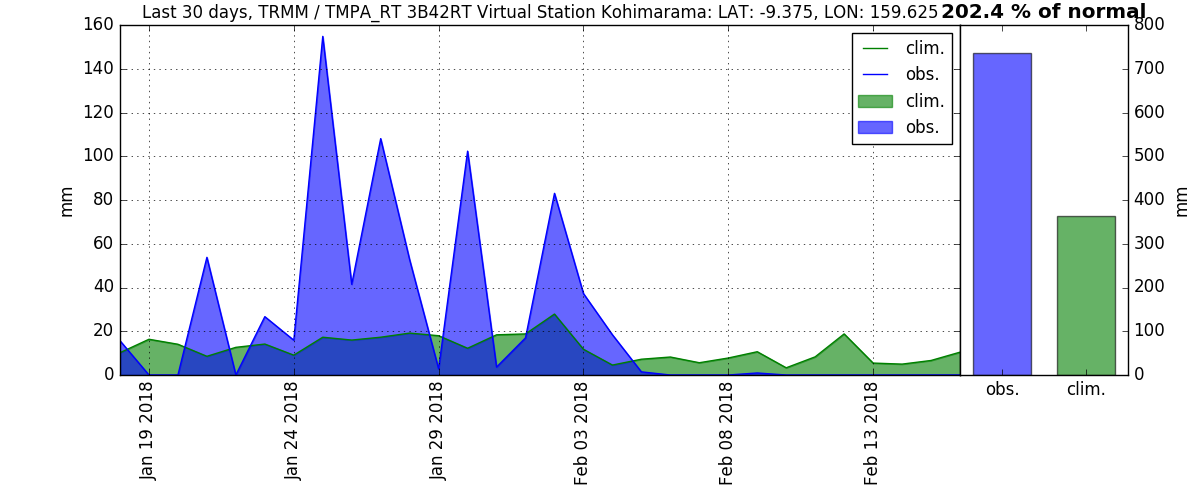 Last 30 days, TRMM / TMPA_RT 3B42RT Virtual Station Kohimarama: LAT: -9.375, LON: 159.625 202.4 % of normal
160
140
120
100
80
60
40
20
0
mm
clim.
obs.
clim.
obs.
Jan 19 2018
Jan 24 2018
Jan 29 2018
Feb 03 2018
Feb 08 2018
Feb 13 2018
800
700
600
500
400
300
200
100
0
mm
obs.
clim.